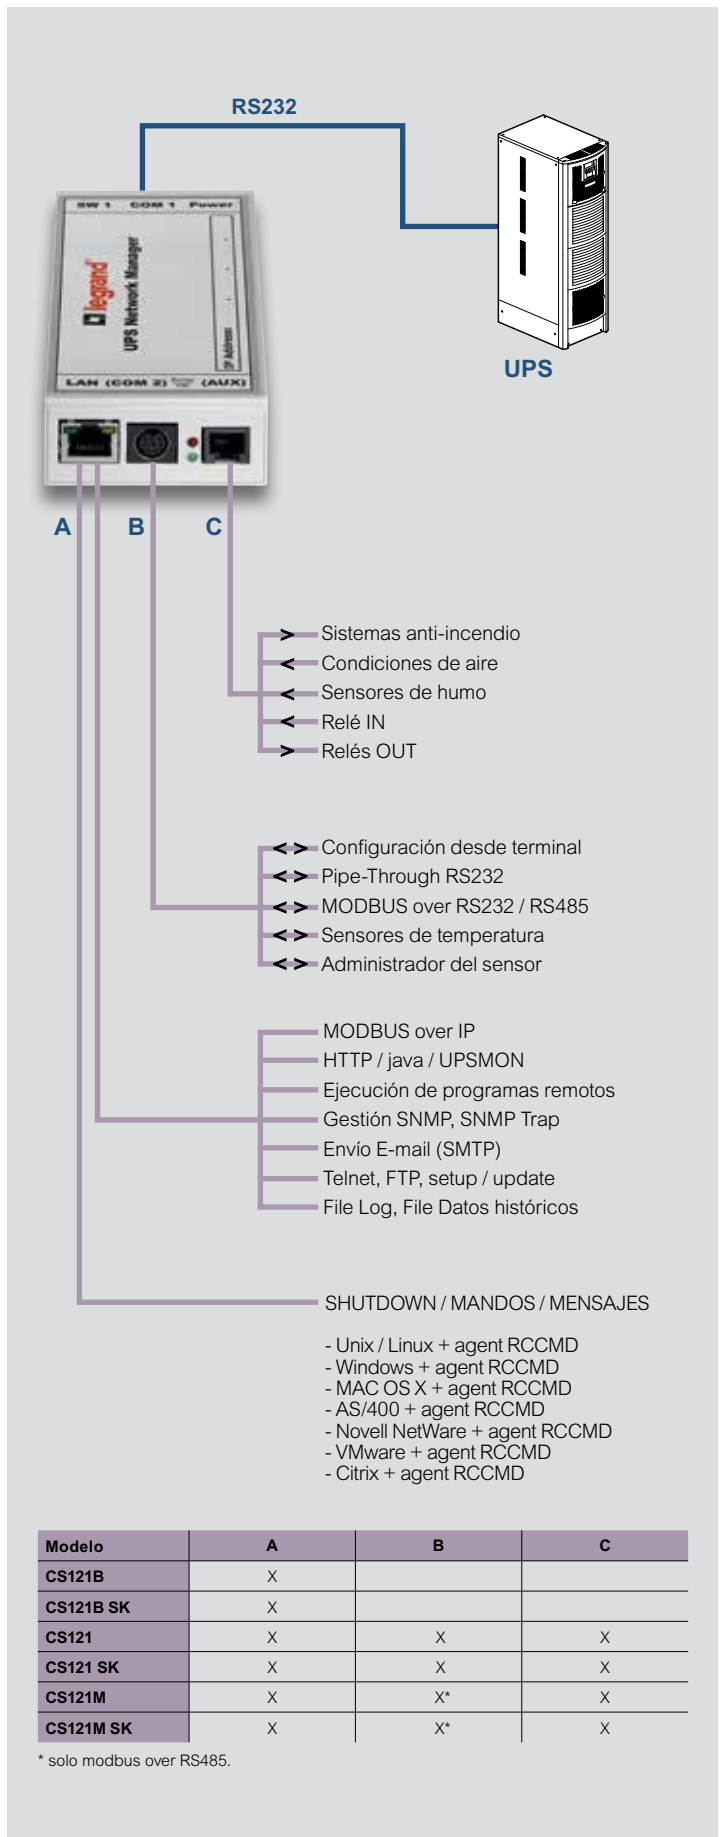 RS232
SW 1 COM 1 Power
legrand
UPS Network Manager
IP Address:
LAN (COM 2) (AUX)
UPS
A B C
> Sistemas anti-incendio
< Condiciones de aire
< Sensores de humo
< Relé IN
> Relés OUT
< > Configuración desde terminal
< > Pipe-Through RS232
< > MODBUS over RS232 / RS485
< > Sensores de temperatura
< > Administrador del sensor
MODBUS over IP
HTTP / java / UPSMON
Ejecución de programas remotos
Gestión SNMP, SNMP Trap
Envío E-mail (SMTP)
Telnet, FTP, setup / update
File Log, File Datos históricos
SHUTDOWN / MANDOS / MENSAJES
- Unix / Linux + agent RCCMD
- Windows + agent RCCMD
- MAC OS X + agent RCCMD
- AS/400 + agent RCCMD
- Novell NetWare + agent RCCMD
- VMware + agent RCCMD
- Citrix + agent RCCMD
Modelo A B C
CS121B X
CS121B SK X
CS121 X X X
CS121 SK X X X
CS121M X X* X
CS121M SK X X* X
* solo modbus over RS485.